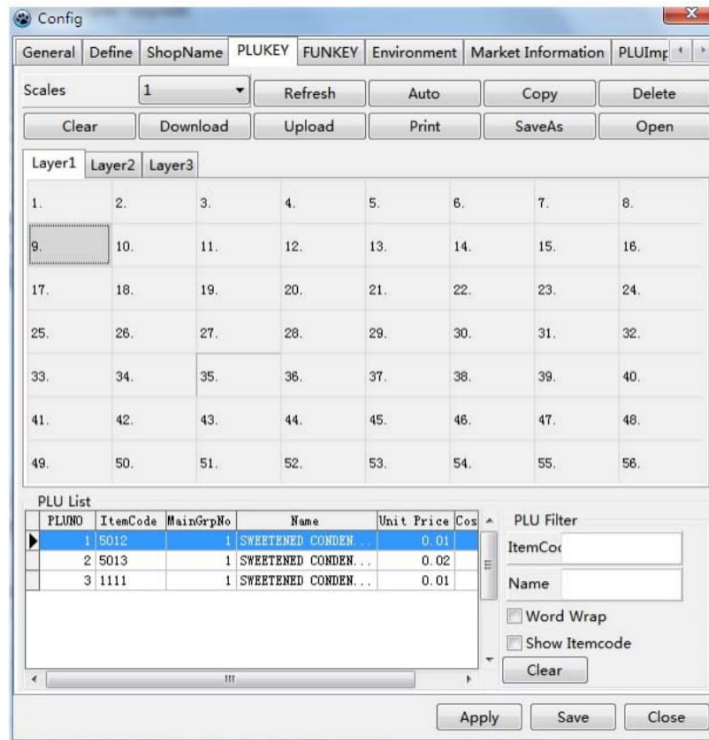 Config
General Define ShopName PLUKEY FUNKEY Environment Market Information PLUImp
Scales 1 Refresh Auto Copy Delete
Clear Download Upload Print SaveAs Open
Layer1 Layer2 Layer3
1. 2. 3. 4. 5. 6. 7. 8.
9. 10. 11. 12. 13. 14. 15. 16.
17. 18. 19. 20. 21. 22. 23. 24.
25. 26. 27. 28. 29. 30. 31. 32.
33. 34. 35. 36. 37. 38. 39. 40.
41. 42. 43. 44. 45. 46. 47. 48.
49. 50. 51. 52. 53. 54. 55. 56.
PLU List
PLUNO ItemCode MainGrpNo Name Unit Price Cos
1 5012 1 SWEETENED CONDEN... 0.01
2 5013 1 SWEETENED CONDEN... 0.02
3 1111 1 SWEETENED CONDEN... 0.01
PLU Filter
ItemCod
Name
Word Wrap
Show Itemcode
Clear
Apply Save Close